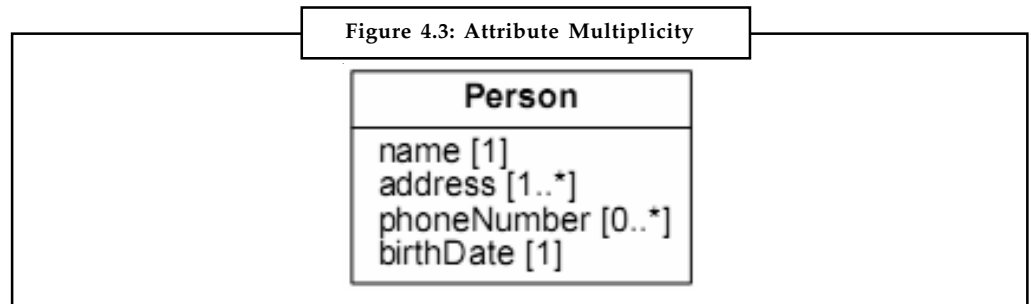 Figure 4.3: Attribute Multiplicity
Person
name [1]
address [1..*]
phoneNumber [0..*]
birthDate [1]